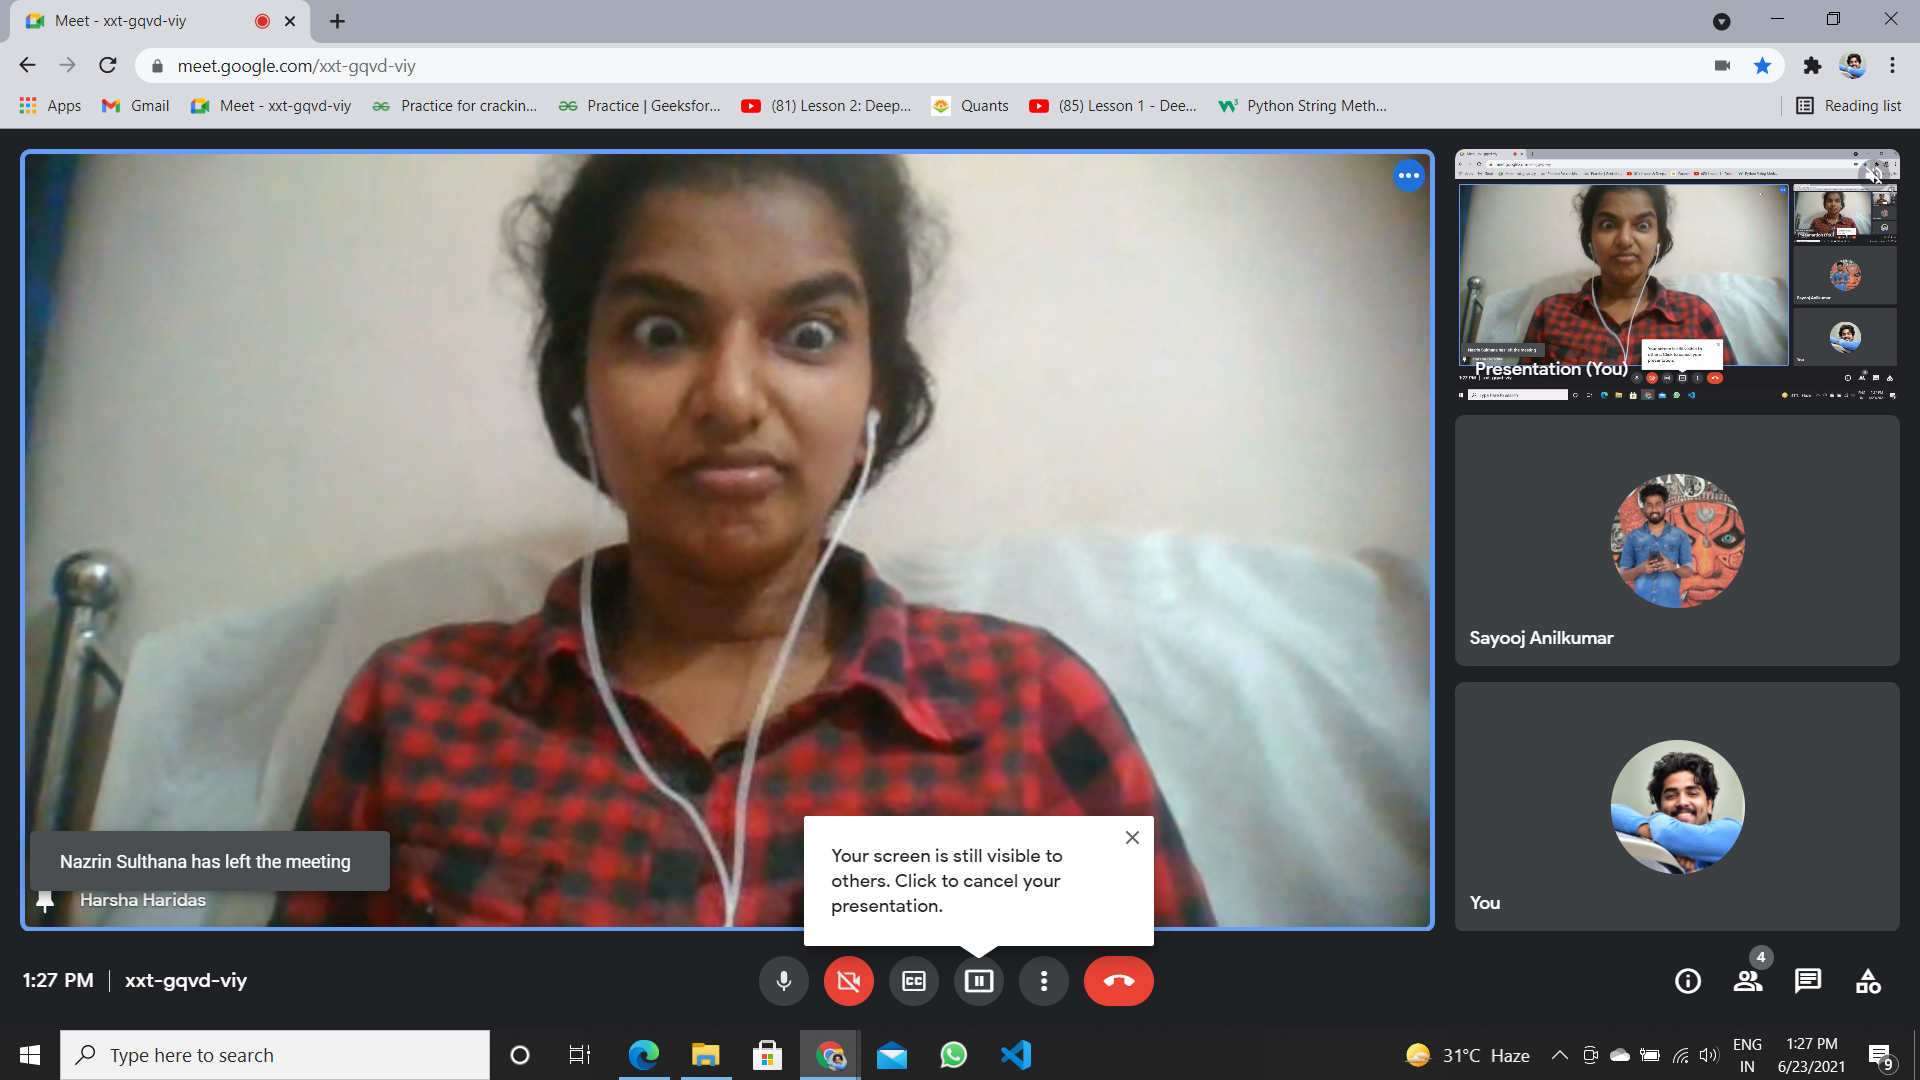 Meet - xxt-gqvd-viy
meet.google.com/xxt-gqvd-viy
Apps
Gmail
Meet - xxt-gqvd-viy
Practice for crackin...
Practice | Geeksfor...
(81) Lesson 2: Deep...
Quants
(85) Lesson 1 - Dee...
Python String Meth...
Reading list
Presentation (You)
Sayooj Anilkumar
You
Nazrin Sulthana has left the meeting
Harsha Haridas
Your screen is still visible to
others. Click to cancel your
presentation.
1:27 PM | xxt-gqvd-viy
CC
4
Type here to search
31°C Haze
ENG
IN
1:27 PM
6/23/2021
9